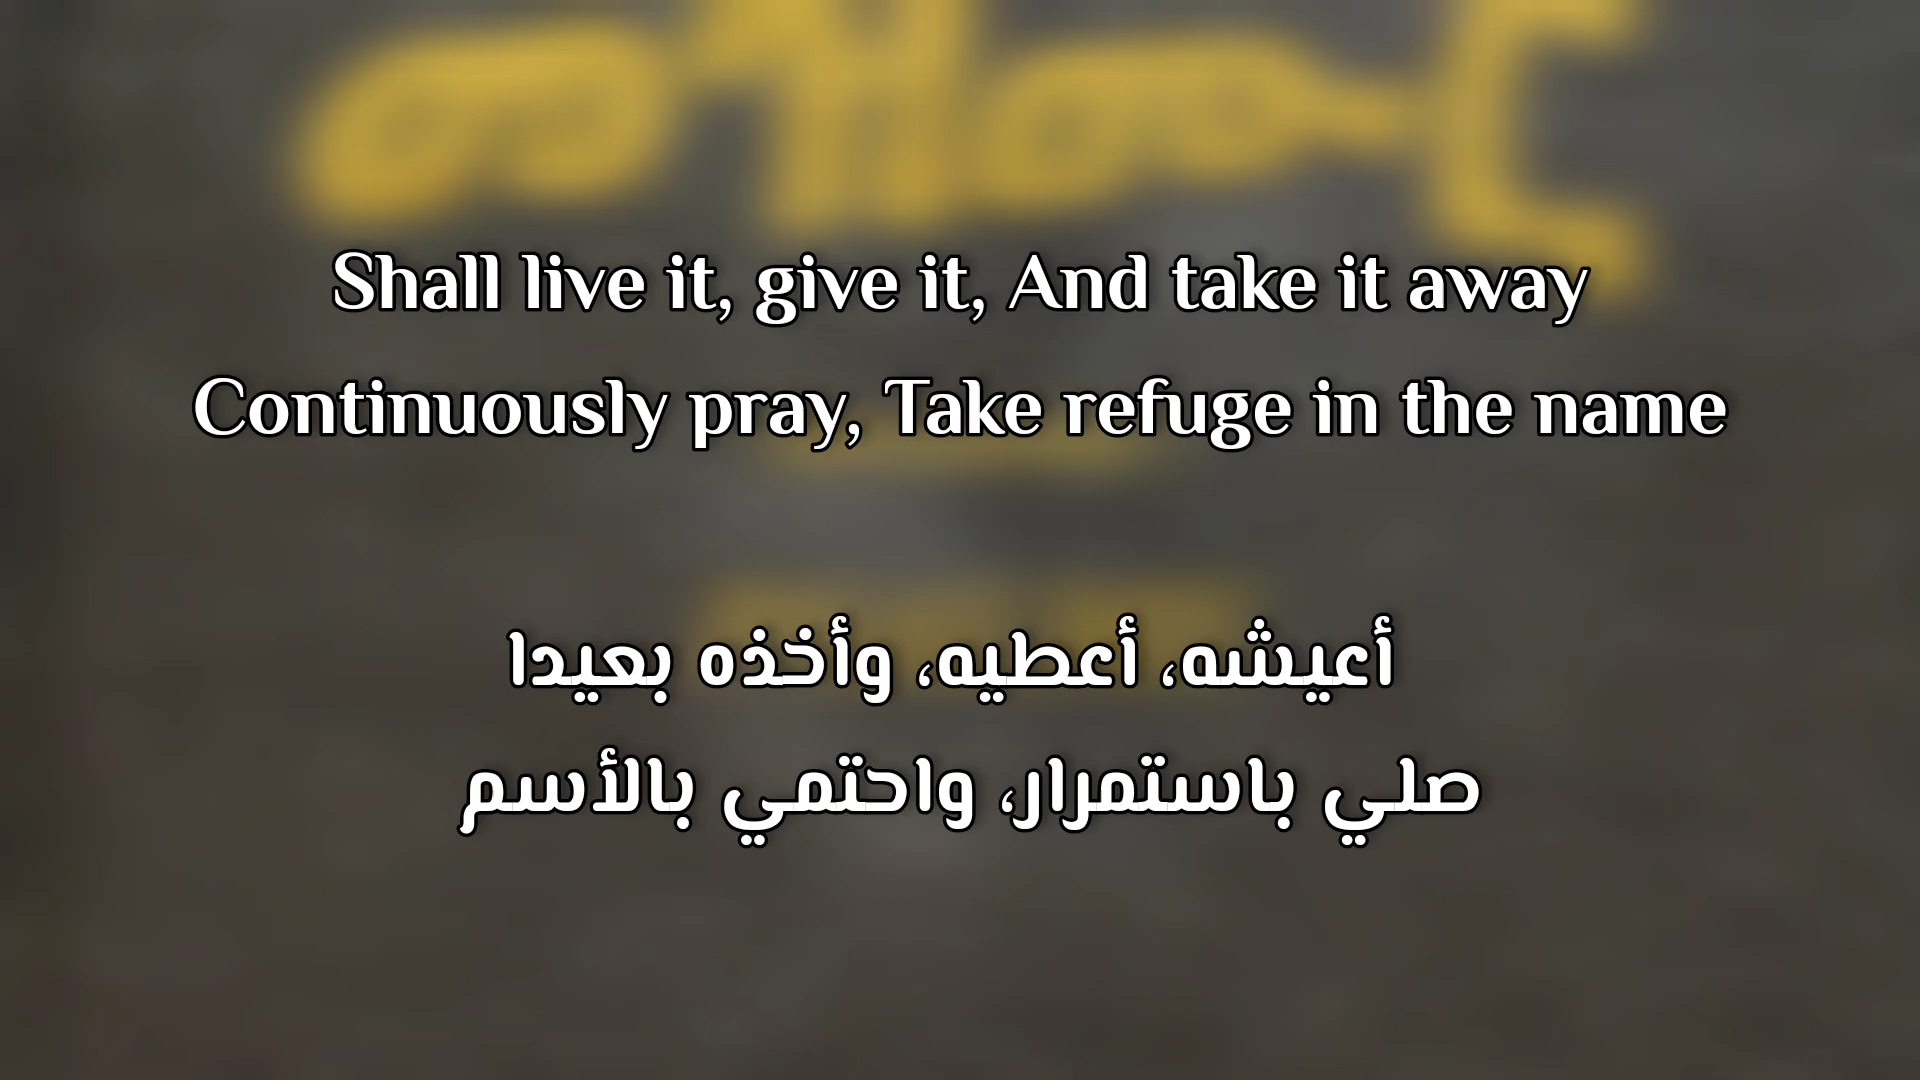 Shall live it, give it, And take it away
Continuously pray, Take refuge in the name
أعيشه، أعطيه، وأخذه بعيدا
صلي باستمرار، واحتمي بالأسم